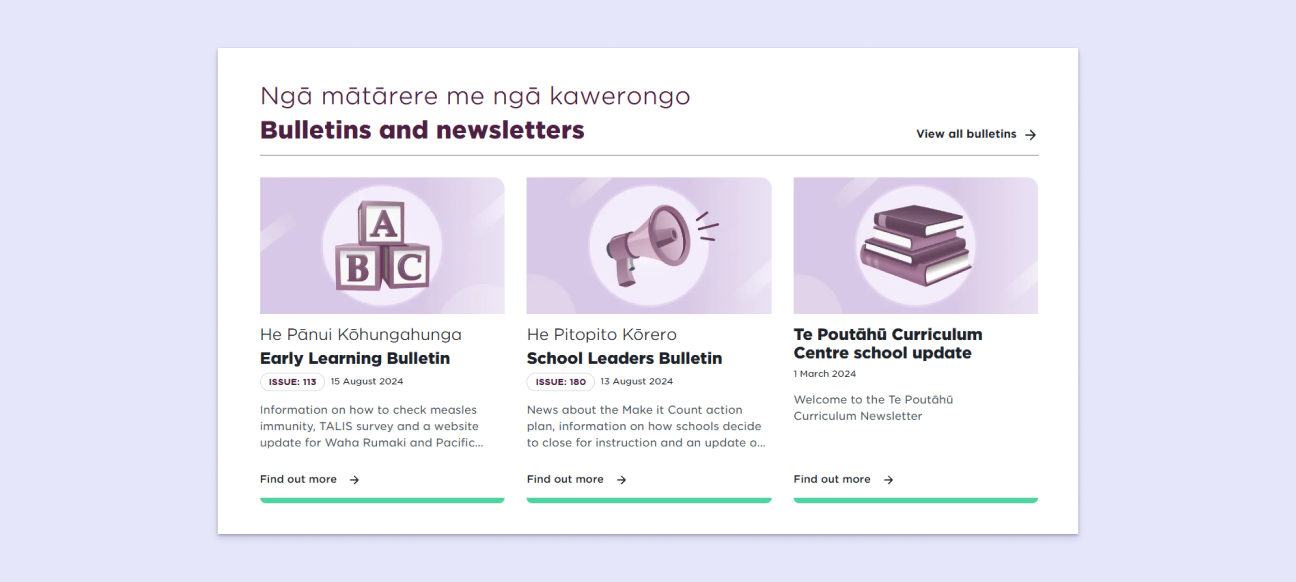 Ngā mātārere me ngā kawerongo
Bulletins and newsletters
View all bulletins
A
B C
He Pānui Kōhungahunga
Early Learning Bulletin
ISSUE: 113 15 August 2024
Information on how to check measles
immunity, TALIS survey and a website
update for Waha Rumaki and Pacific...
Find out more
He Pitopito Kōrero
School Leaders Bulletin
ISSUE: 180 13 August 2024
News about the Make it Count action
plan, information on how schools decide
to close for instruction and an update o...
Find out more
Te Poutāhū Curriculum
Centre school update
1 March 2024
Welcome to the Te Poutāhū
Curriculum Newsletter
Find out more